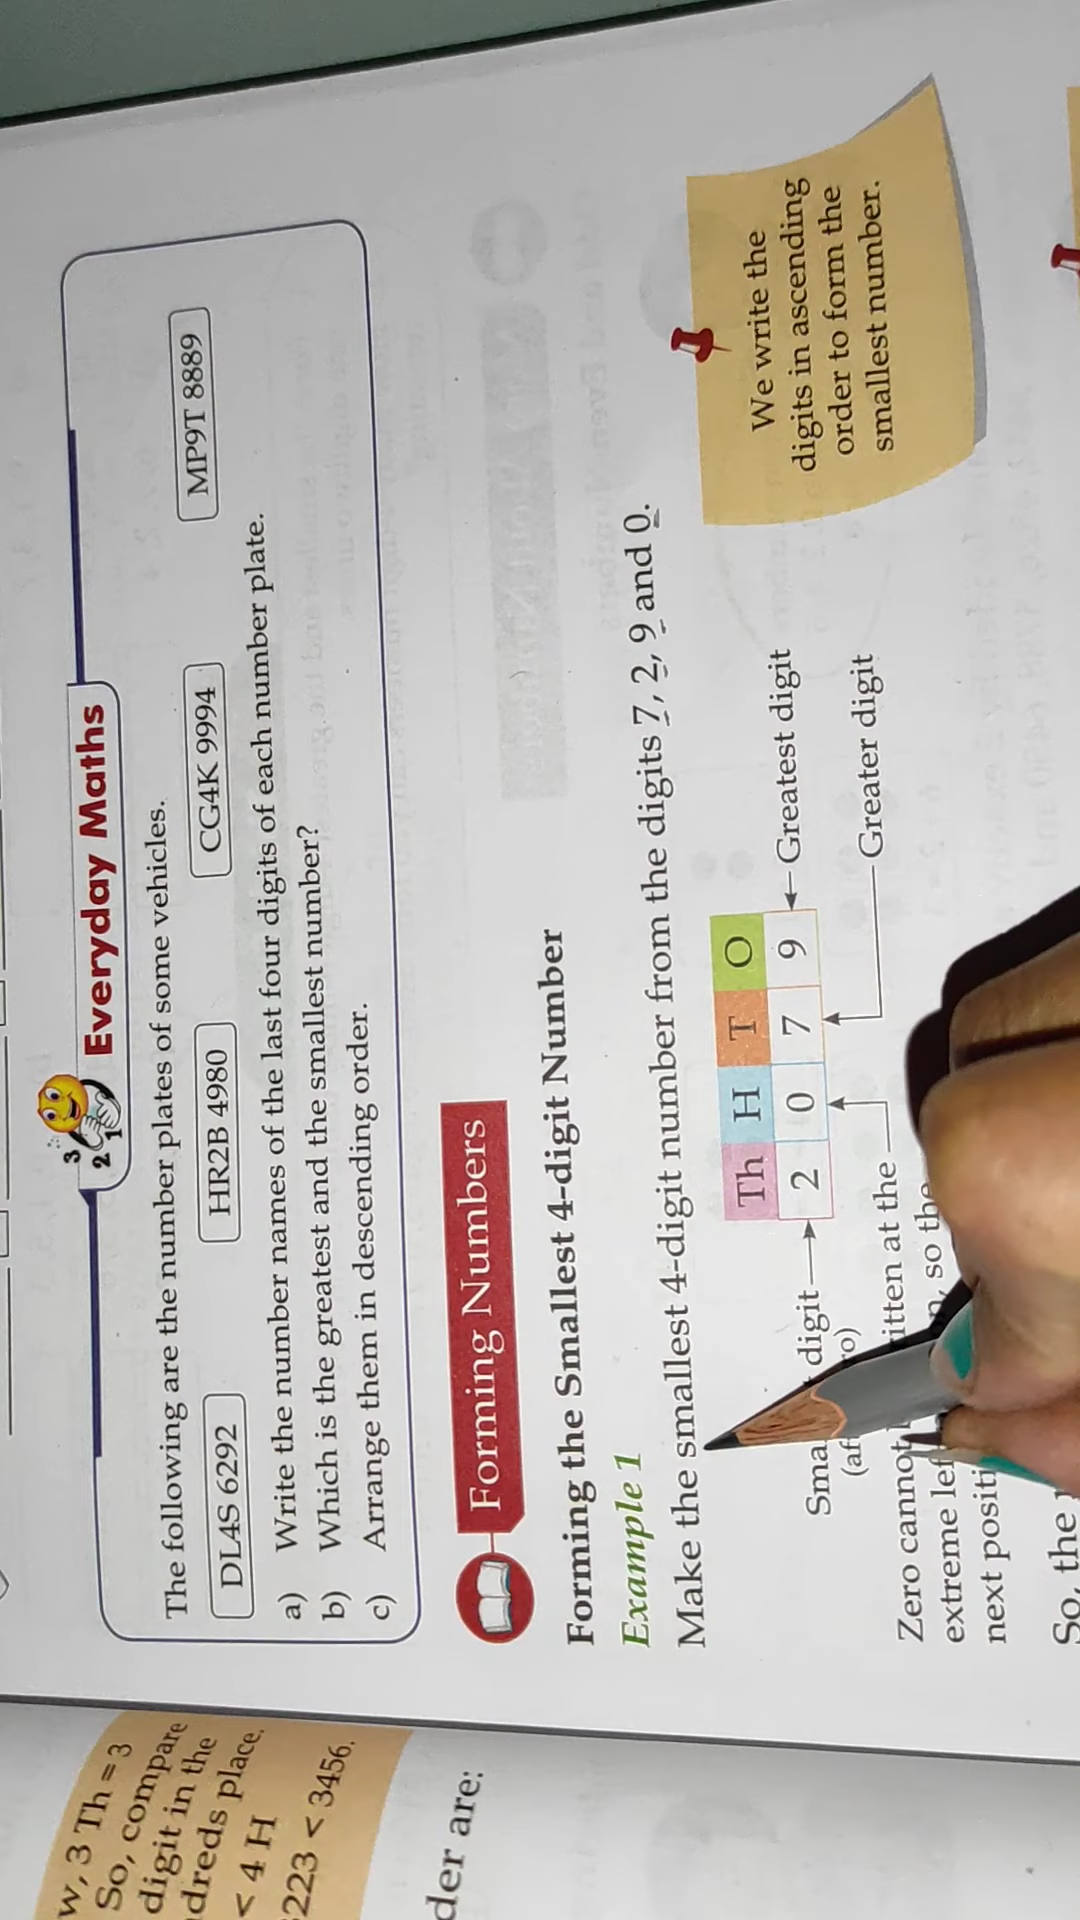 w, 3 Th = 3
So, compare
digit in the
dreds place.
< 4 H
223 < 3456.
der are:
3
2
1
Everyday Maths
The following are the number plates of some vehicles.
DL4S 6292 HR2B 4980 CG4K 9994 MP9T 8889
a) Write the number names of the last four digits of each number plate.
b) Which is the greatest and the smallest number?
c) Arrange them in descending order.
Forming Numbers
Forming the Smallest 4-digit Number
Example 1
Make the smallest 4-digit number from the digits 7, 2, 9 and 0.
Th H T O
2 0 7 9
digit
Greatest digit
Greater digit
Zero cannot itten at the
extreme lef so the
next positi
So, the
We write the
digits in ascending
order to form the
smallest number.